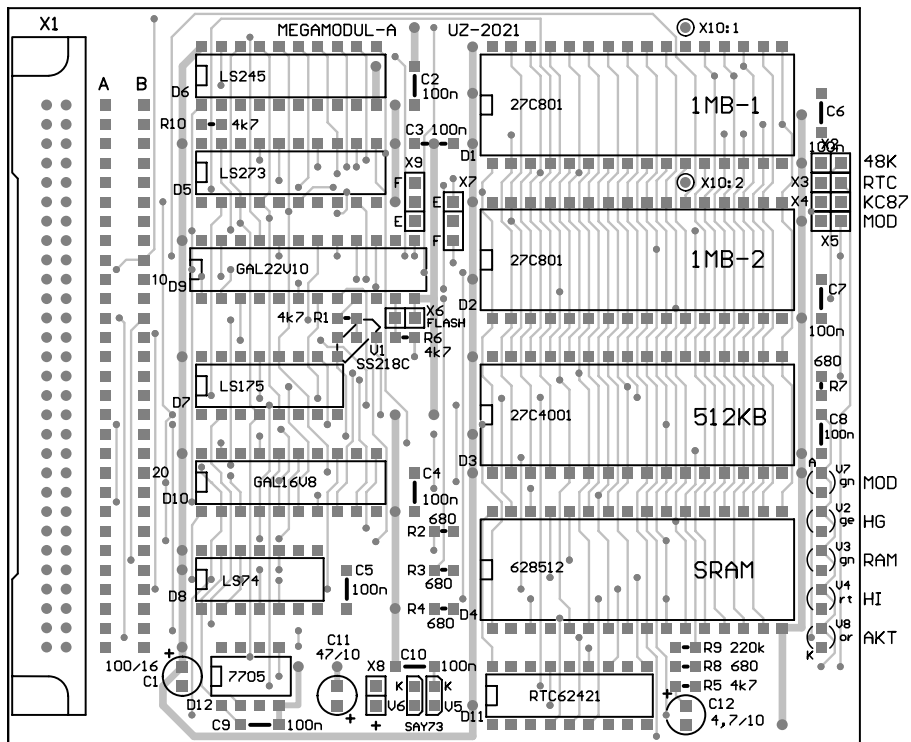 X1
MEGAMODUL-A UZ-2021
X10:1
A B
D6 LS245
C2 100n
27C801 1MB-1
C6 100n
R10 4k7
C3 100n
D1
X2 48K
D5 LS273
X9 F E
X7 E F
X10:2
X3 RTC
X4 KC87
X5 MOD
10
D9 GAL22V10
27C801 1MB-2
D2
C7 100n
4k7 R1
X6 FLASH
R6 4k7
V1 SS218C
D7 LS175
27C4001 512KB
D3
680 R7
C8 100n
20
D10 GAL16V8
C4 100n
A
V7 gn MOD
R2 680
V2 ge HG
628512 SRAM
V3 gn RAM
D8 LS74
C5 100n
R3 680
V4 rt HI
R4 680
D4
V8 or AKT
K
100/16 + C1
7705 D12
C11 47/10 +
X8 +
C10 100n
K V6
K V5
SAY73
C9 100n
RTC62421 D11
R9 220k
R8 680
R5 4k7
+ C12 4,7/10